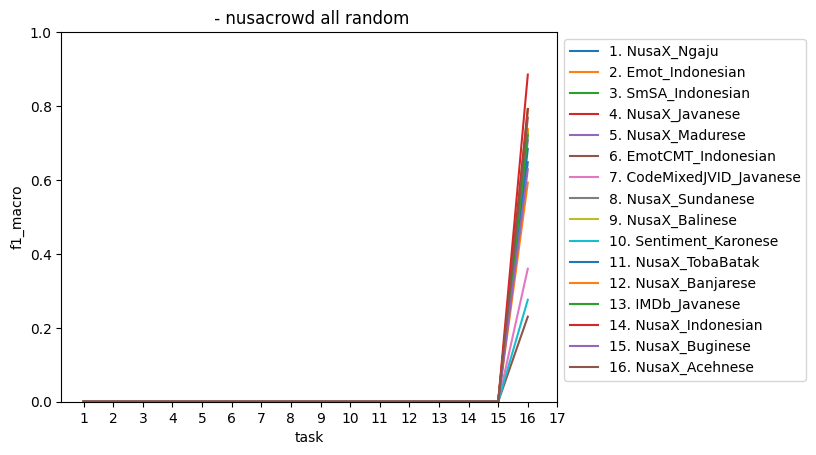 - nusacrowd all random
1.0
0.8
0.6
0.4
0.2
0.0
f1_macro
1 2 3 4 5 6 7 8 9 10 11 12 13 14 15 16 17
task
1. NusaX_Ngaju
2. Emot_Indonesian
3. SmSA_Indonesian
4. NusaX_Javanese
5. NusaX_Madurese
6. EmotCMT_Indonesian
7. CodeMixedJVID_Javanese
8. NusaX_Sundanese
9. NusaX_Balinese
10. Sentiment_Karonese
11. NusaX_TobaBatak
12. NusaX_Banjarese
13. IMDb_Javanese
14. NusaX_Indonesian
15. NusaX_Buginese
16. NusaX_Acehnese